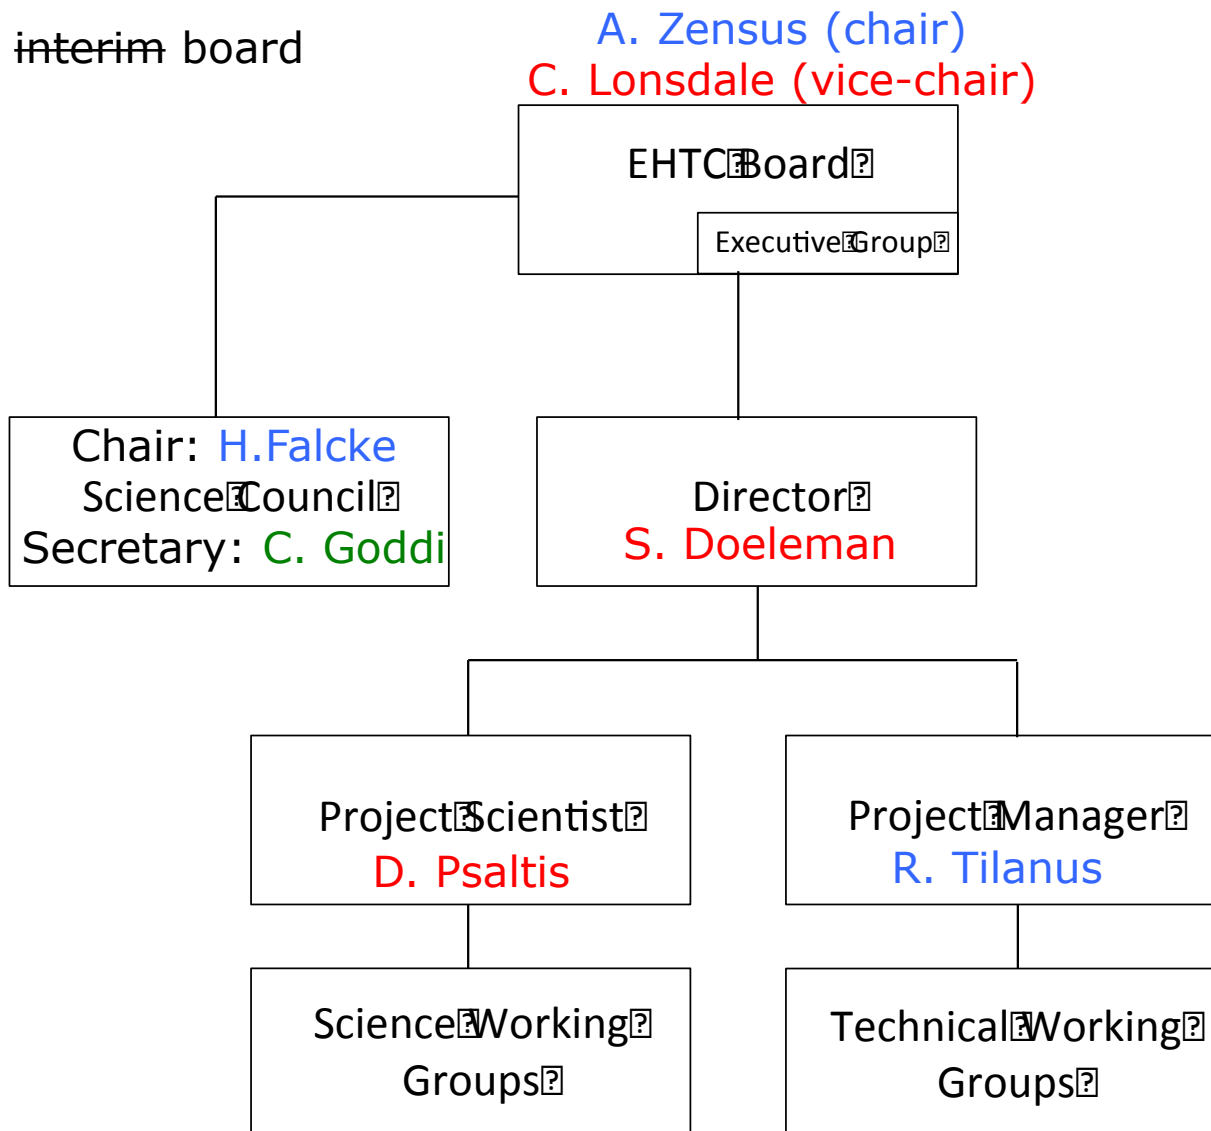 interim board
A. Zensus (chair)
C. Lonsdale (vice-chair)
EHTC Board
Executive Group
Chair: H.Falcke
Science Council
Secretary: C. Goddi
Director
S. Doeleman
Project Scientist
D. Psaltis
Project Manager
R. Tilanus
Science Working
Groups
Technical Working
Groups